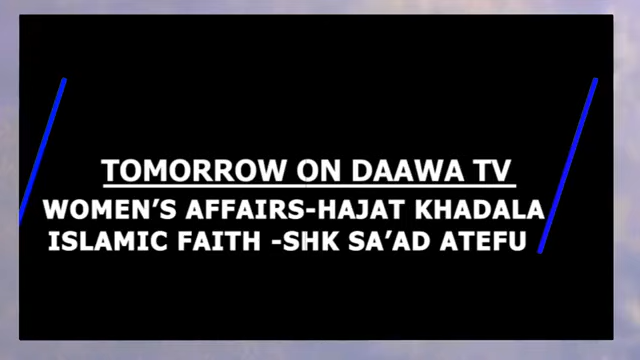 TOMORROW ON DAAWA TV
WOMEN'S AFFAIRS-HAJAT KHADALA
ISLAMIC FAITH -SHK SA'AD ATEFU